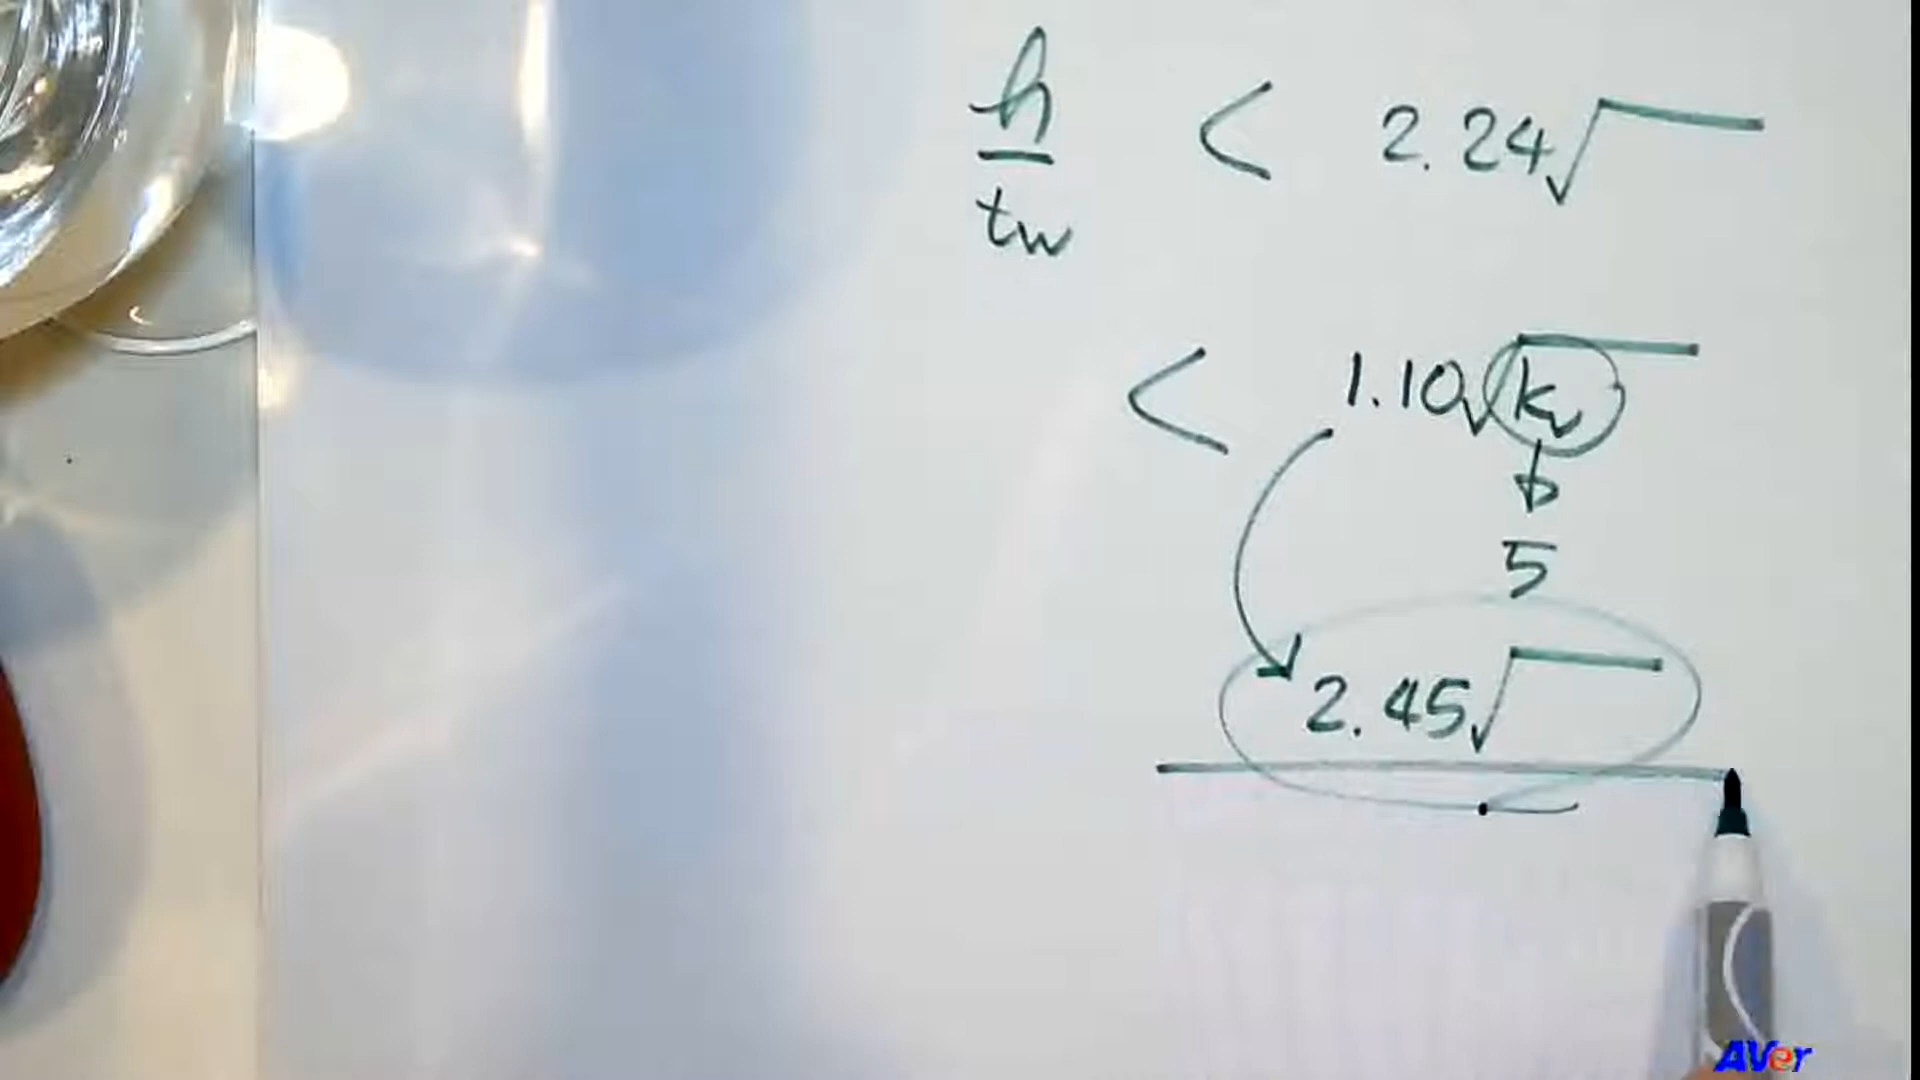 h/tw < 2.24√
< 1.10√kv
5
2.45√
AVer